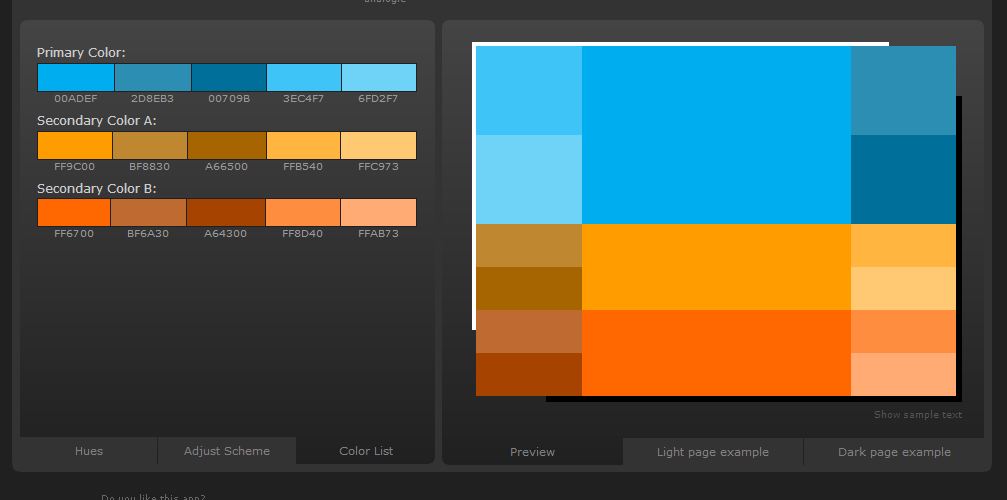 analogic
Primary Color:
00ADEF 2D8EB3 00709B 3EC4F7 6FD2F7
Secondary Color A:
FF9C00 BF8830 A66500 FFB540 FFC973
Secondary Color B:
FF6700 BF6A30 A64300 FF8D40 FFAB73
Show sample text
Hues Adjust Scheme Color List
Preview Light page example Dark page example
Do you like this app?